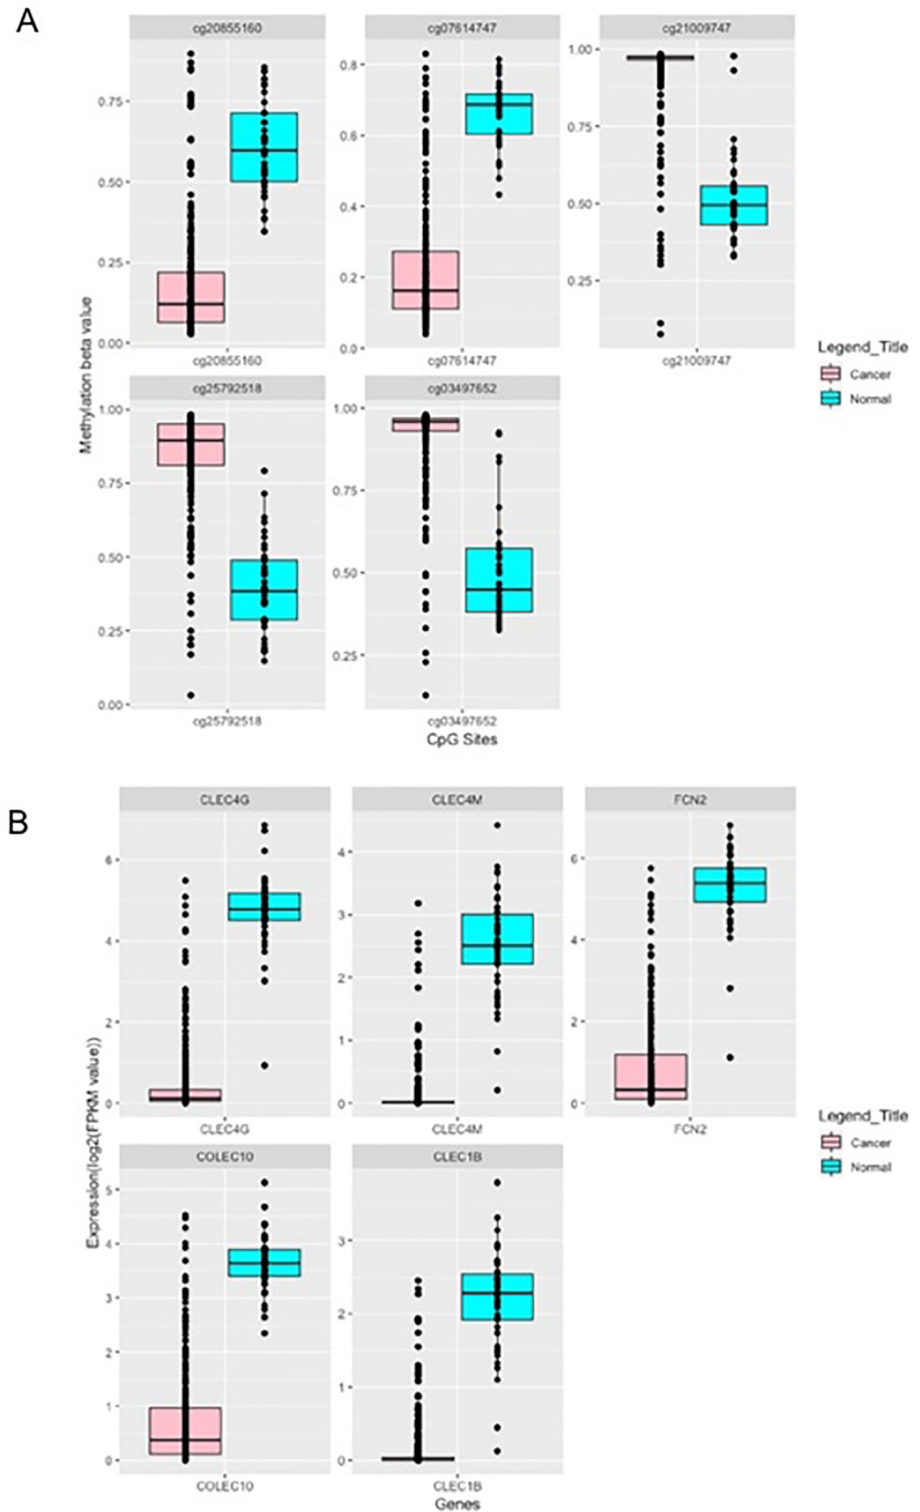 A
cg20855160 cg07614747 cg21009747
0.75
0.50
0.25
0.00
0.8
0.6
0.4
0.2
0.0
1.00
0.75
0.50
0.25
cg20855160 cg07614747 cg21009747
Methylation beta value
Legend_Title
Cancer
Normal
cg25792518 cg03497652
1.00
0.75
0.50
0.25
0.00
1.00
0.75
0.50
0.25
cg25792518 cg03497652
CpG Sites
B
CLEC4G CLEC4M FCN2
6
4
2
0
4
3
2
1
0
6
4
2
0
CLEC4G CLEC4M FCN2
Expression(log2(FPKM value))
Legend_Title
Cancer
Normal
COLEC10 CLEC1B
5
4
3
2
1
0
3
2
1
0
COLEC10 CLEC1B
Genes